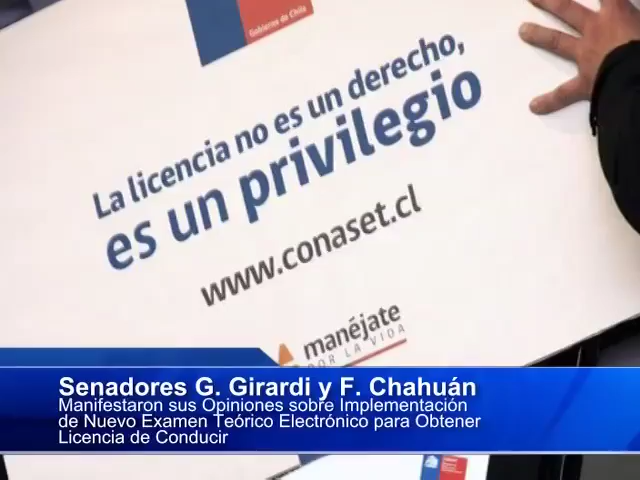 Gobierno de Chile
La licencia no es un derecho,
es un privilegio
www.conaset.cl
manéjate
POR LA VIDA
Senadores G. Girardi y F. Chahuán
Manifestaron sus Opiniones sobre Implementación
de Nuevo Examen Teórico Electrónico para Obtener
Licencia de Conducir